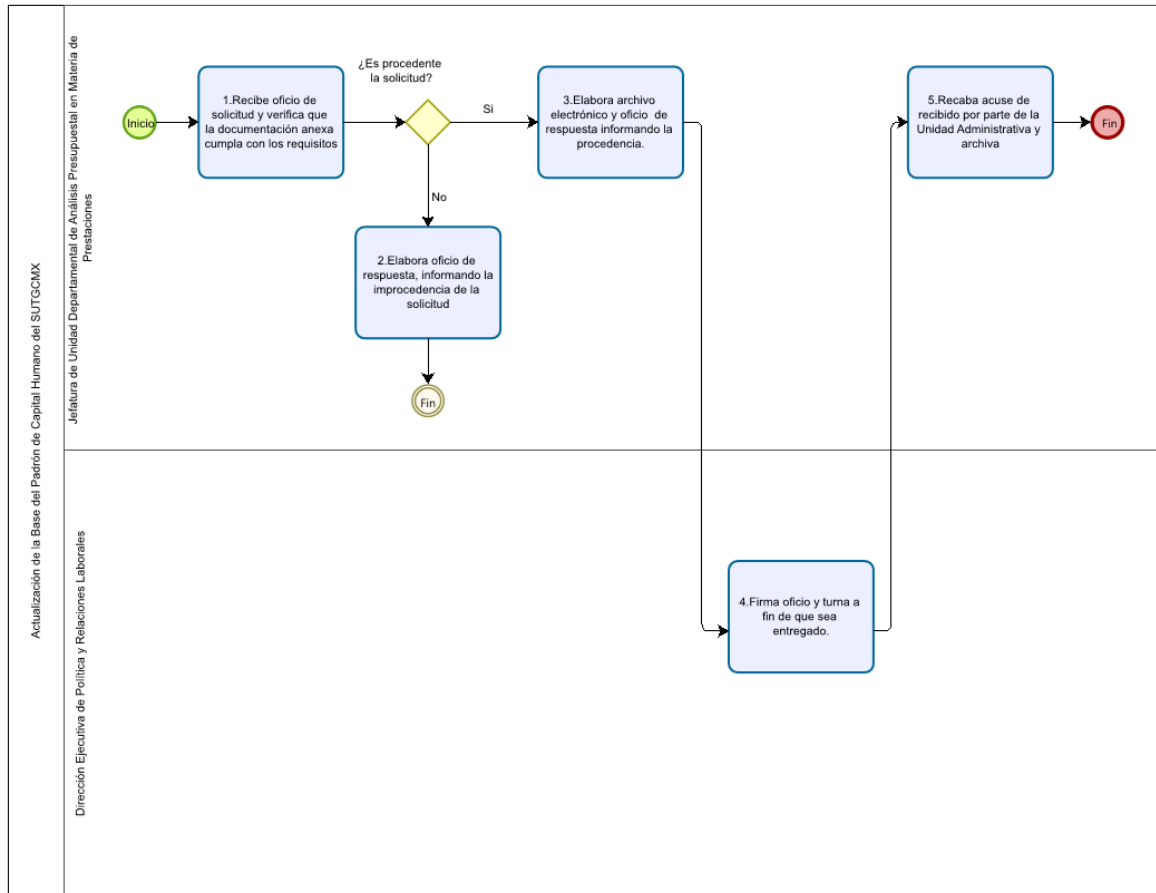 Actualización de la Base del Padrón de Capital Humano del SUTGCMX
Jefatura de Unidad Departamental de Análisis Presupuestal en Materia de
Prestaciones
Inicio
1.Recibe oficio de
solicitud y verifica que
la documentación anexa
cumpla con los requisitos
¿Es procedente
la solicitud?
Si
No
2.Elabora oficio de
respuesta, informando la
improcedencia de la
solicitud
Fin
3.Elabora archivo
electrónico y oficio de
respuesta informando la
procedencia.
5.Recaba acuse de
recibido por parte de la
Unidad Administrativa y
archiva
Fin
Dirección Ejecutiva de Política y Relaciones Laborales
4.Firma oficio y turna a
fin de que sea
entregado.